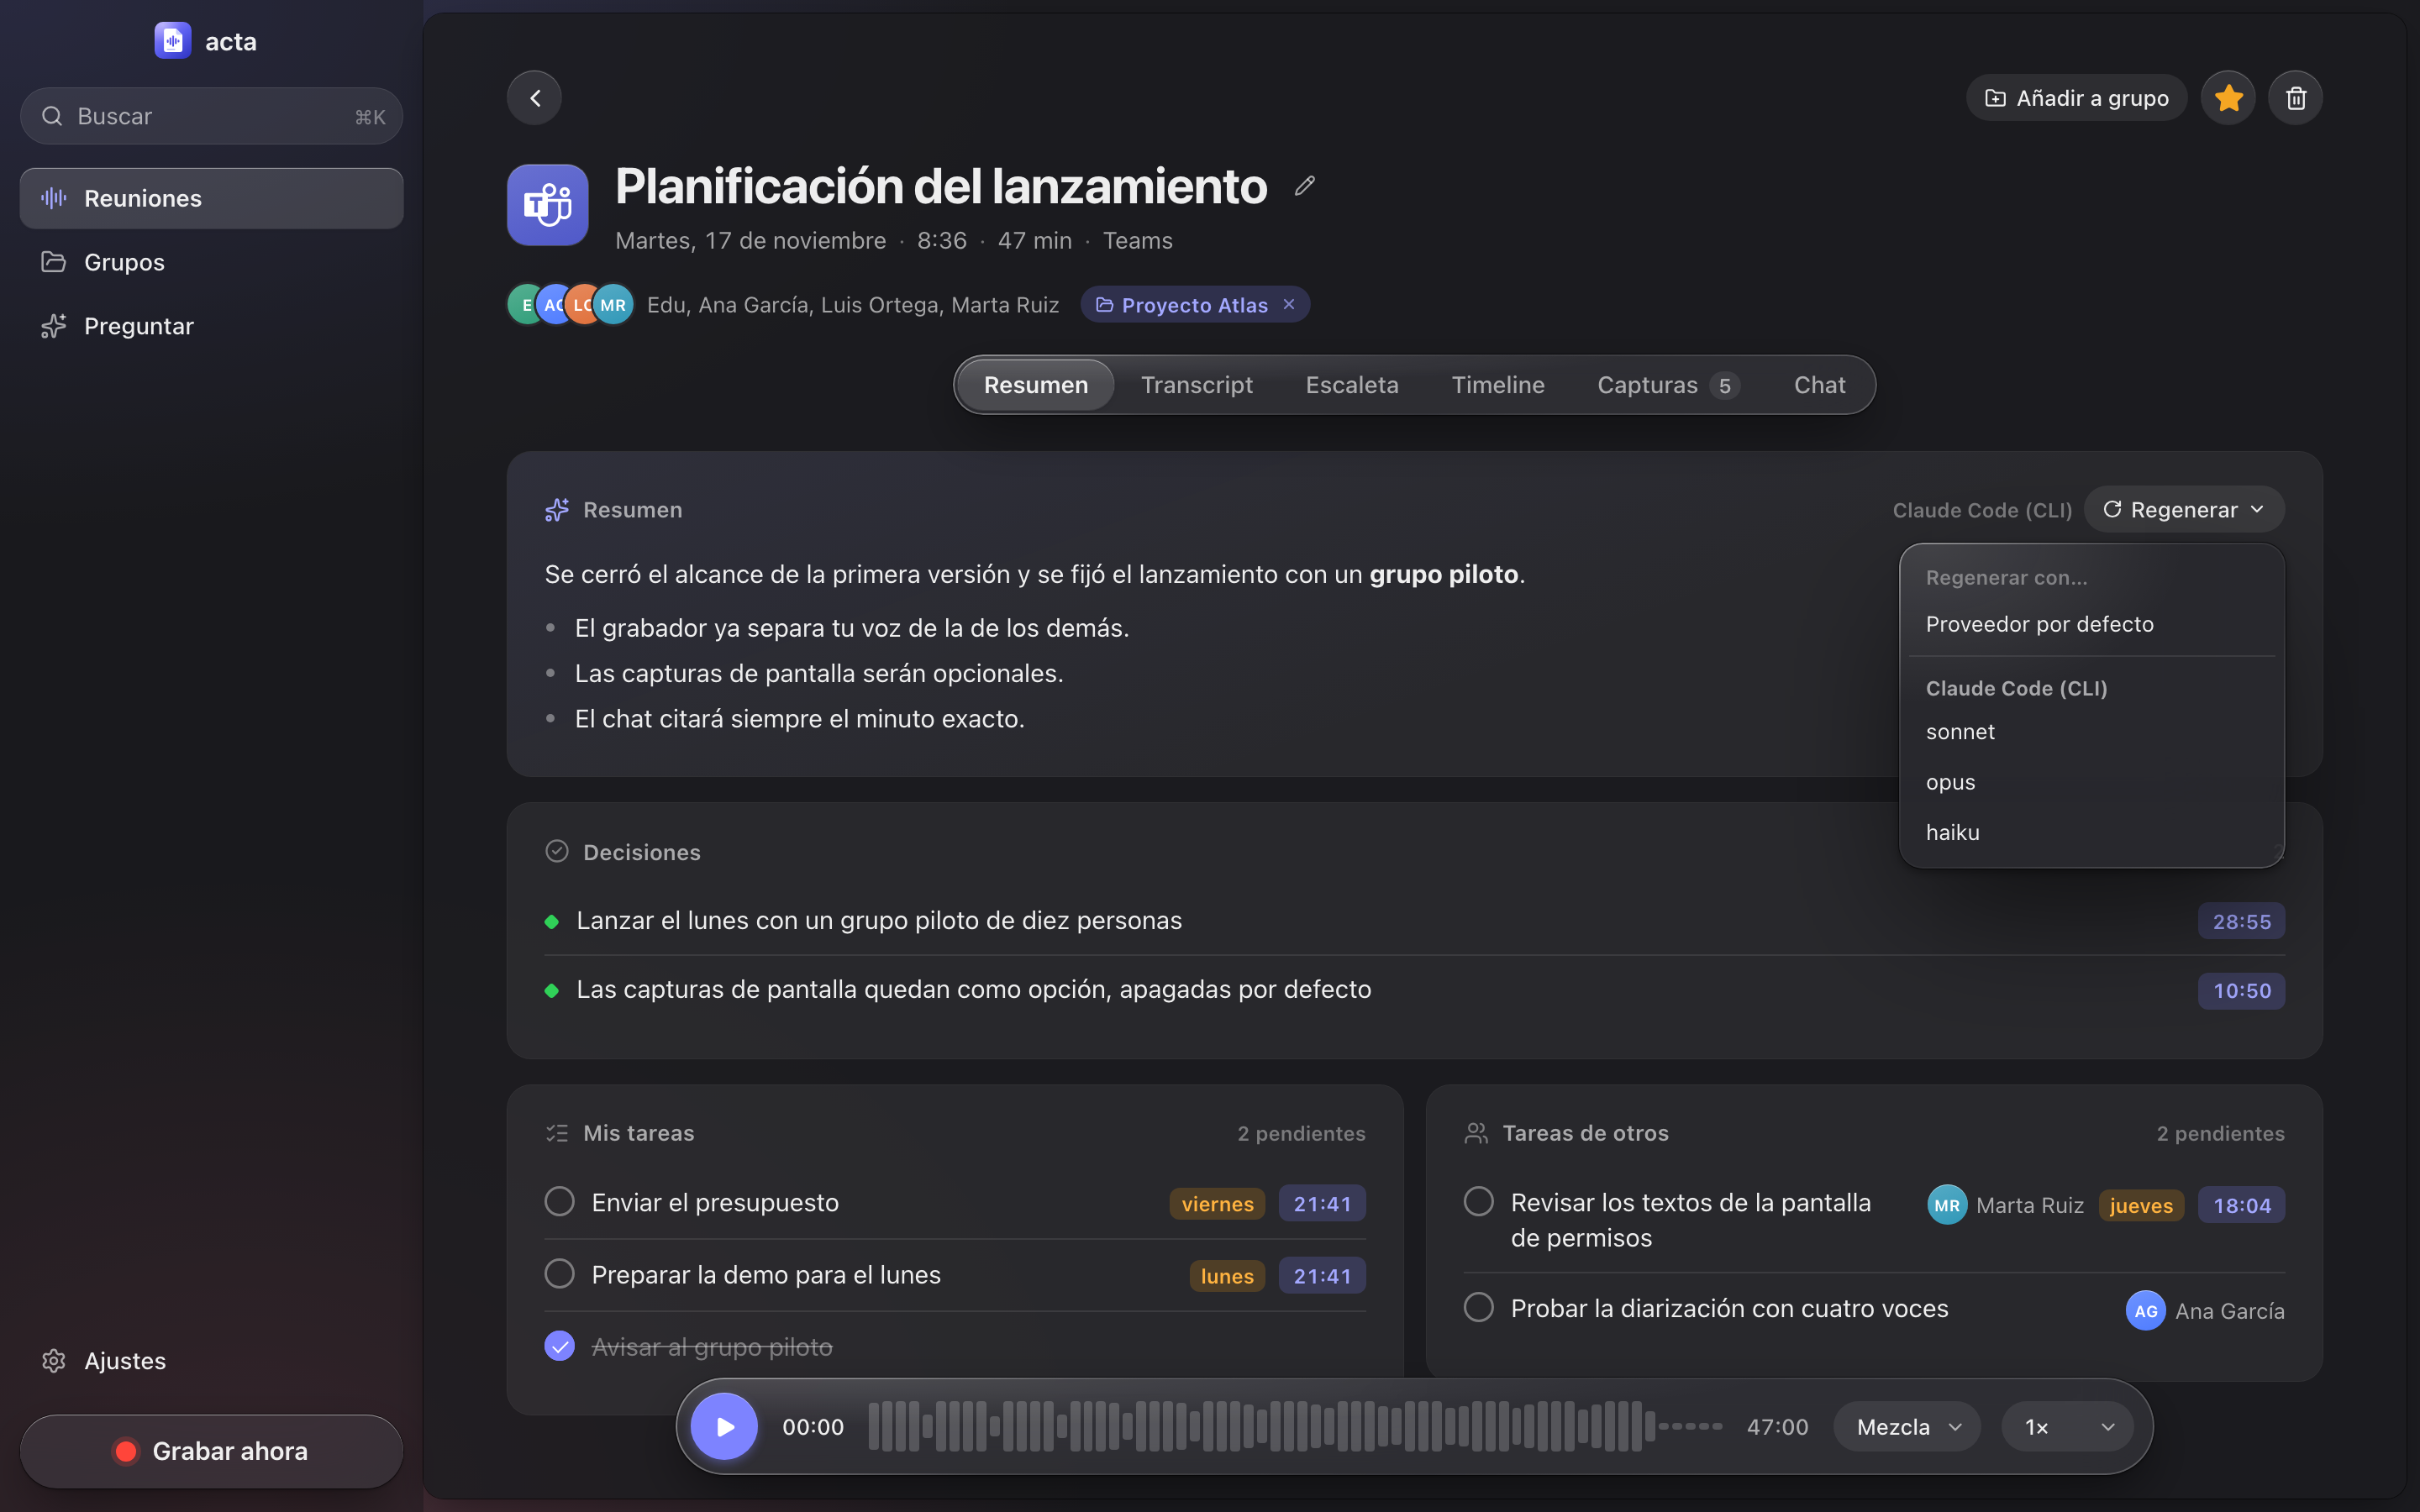 acta
Buscar ⌘K
Reuniones
Grupos
Preguntar
Ajustes
Grabar ahora
Añadir a grupo
Planificación del lanzamiento
Martes, 17 de noviembre · 8:36 · 47 min · Teams
E AG LO MR Edu, Ana García, Luis Ortega, Marta Ruiz Proyecto Atlas ×
Resumen Transcript Escaleta Timeline Capturas 5 Chat
Resumen Claude Code (CLI) Regenerar
Se cerró el alcance de la primera versión y se fijó el lanzamiento con un grupo piloto.
• El grabador ya separa tu voz de la de los demás.
• Las capturas de pantalla serán opcionales.
• El chat citará siempre el minuto exacto.
Regenerar con...
Proveedor por defecto
Claude Code (CLI)
sonnet
opus
haiku
Decisiones 2
Lanzar el lunes con un grupo piloto de diez personas 28:55
Las capturas de pantalla quedan como opción, apagadas por defecto 10:50
Mis tareas 2 pendientes
Enviar el presupuesto viernes 21:41
Preparar la demo para el lunes lunes 21:41
Avisar al grupo piloto
Tareas de otros 2 pendientes
Revisar los textos de la pantalla MR Marta Ruiz jueves 18:04
de permisos
Probar la diarización con cuatro voces AG Ana García
00:00 47:00 Mezcla 1×